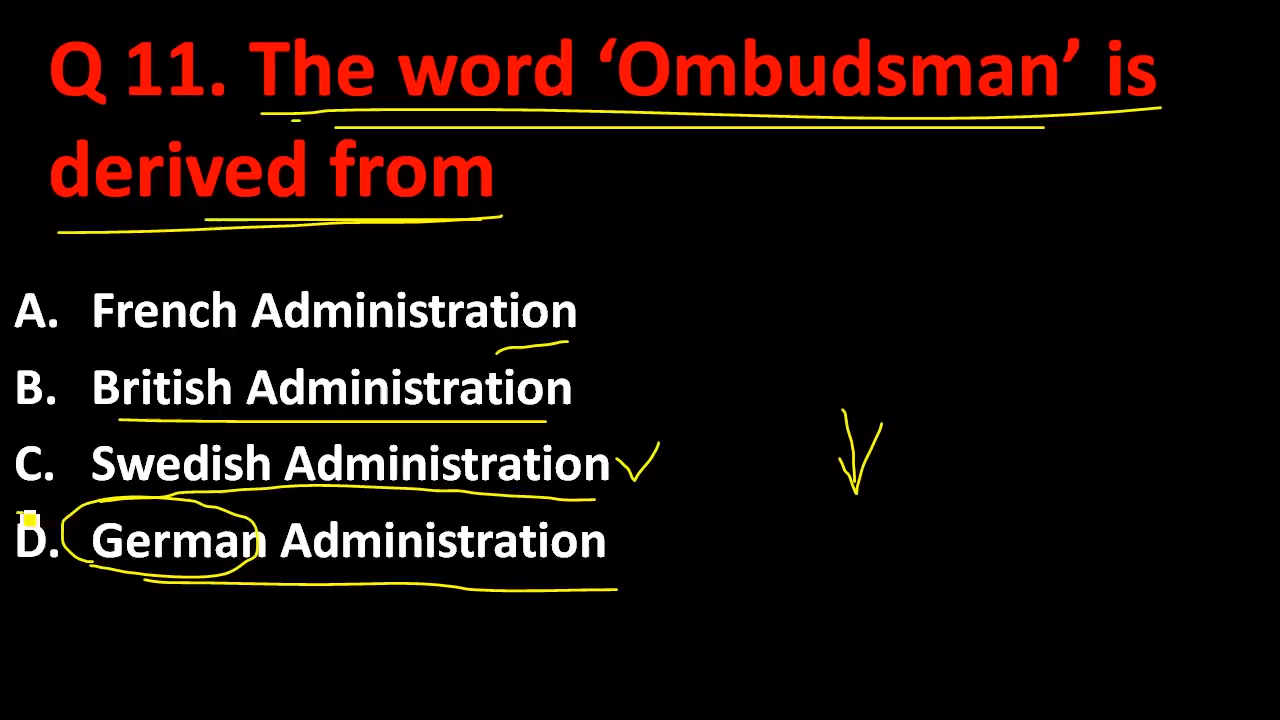 Q 11. The word ‘Ombudsman’ is
derived from
A. French Administration
B. British Administration
C. Swedish Administration
D. German Administration